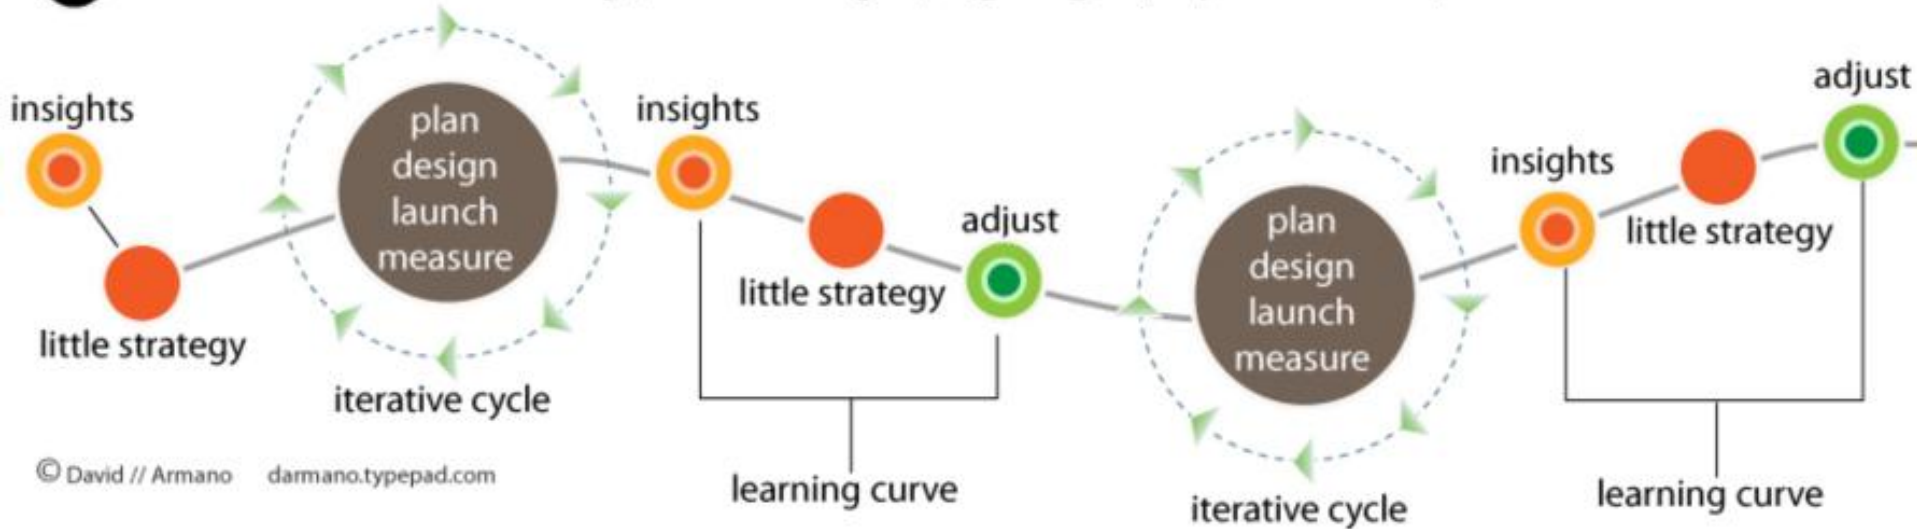 insights
little strategy
plan
design
launch
measure
iterative cycle
insights
little strategy
adjust
learning curve
plan
design
launch
measure
iterative cycle
insights
little strategy
adjust
learning curve
© David // Armano darmano.typepad.com